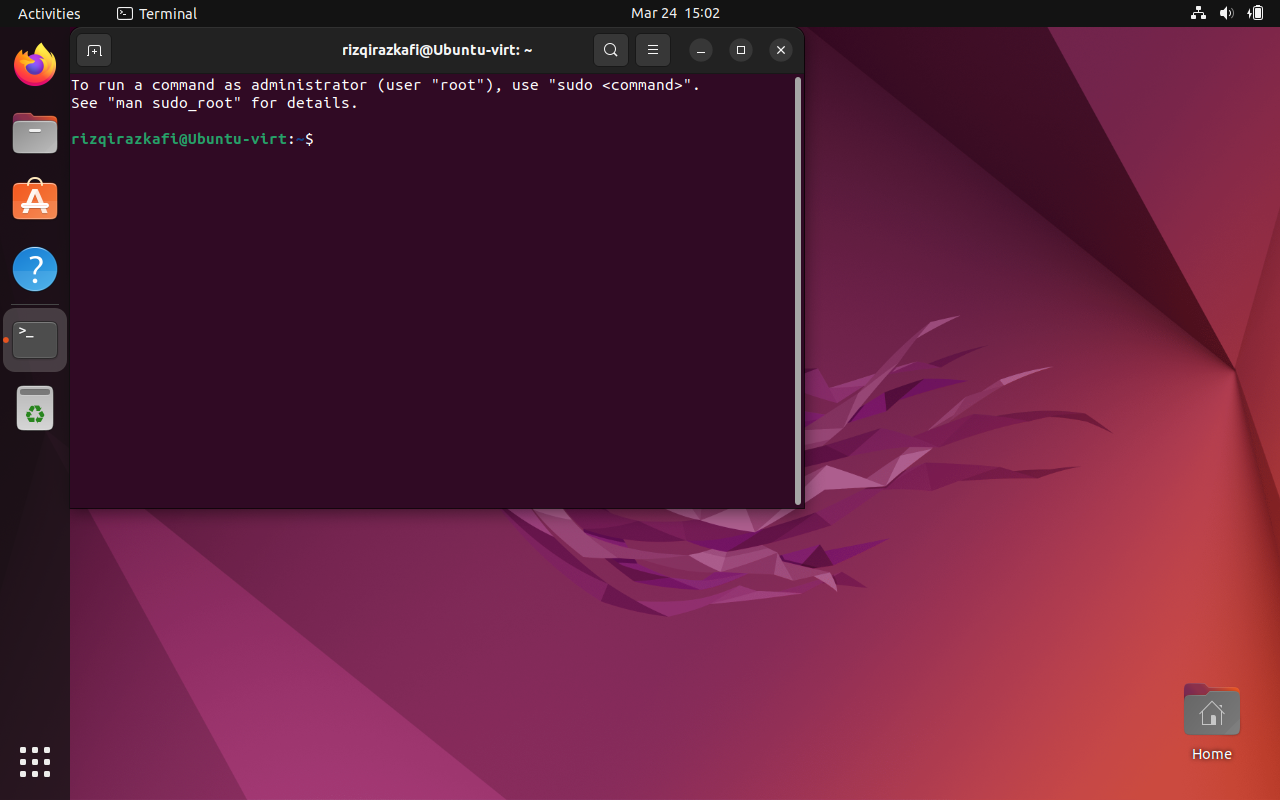 Activities
Terminal
Mar 24 15:02
rizqirazkafi@Ubuntu-virt: ~
To run a command as administrator (user "root"), use "sudo <command>".
See "man sudo_root" for details.
rizqirazkafi@Ubuntu-virt:~$
Home